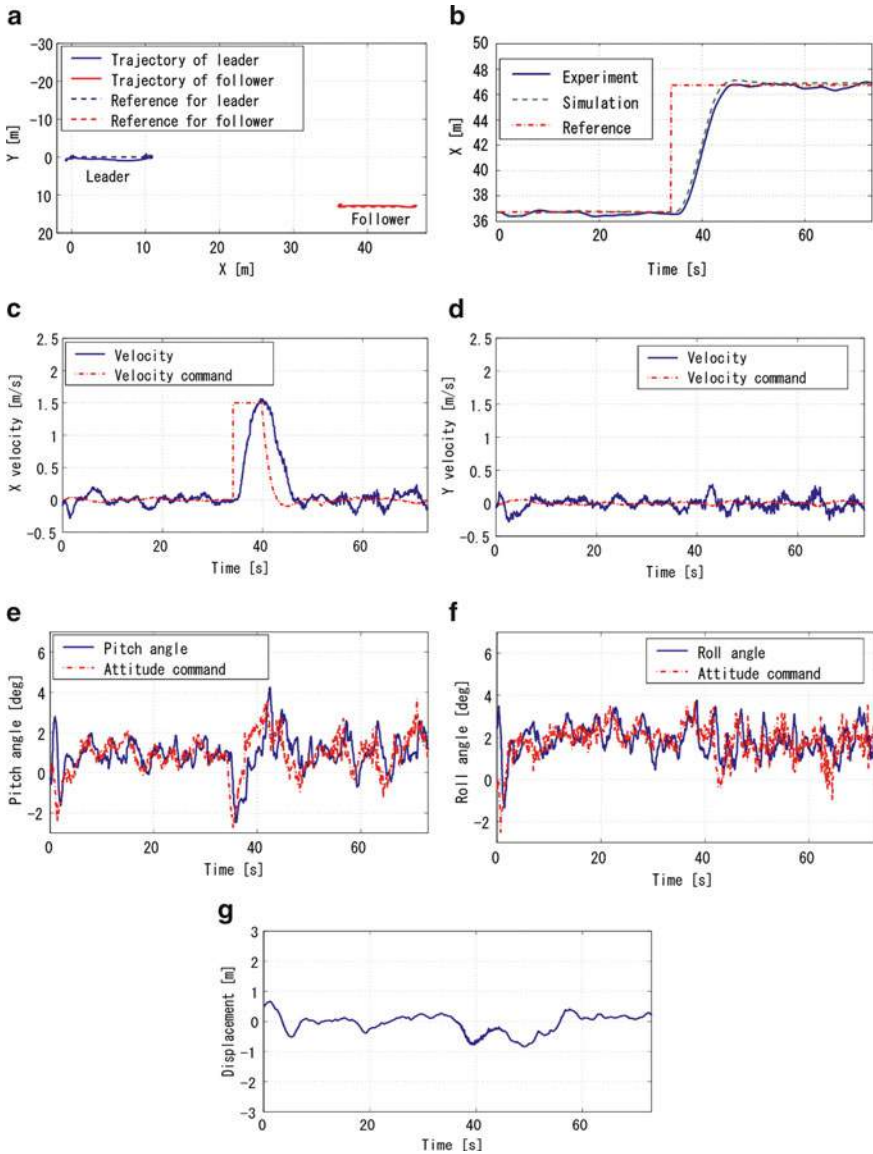 a
-30
-20
-10
0
10
20
Y [m]
Trajectory of leader
Trajectory of follower
Reference for leader
Reference for follower
Leader
Follower
0
10
20
30
40
X [m]
b
50
48
46
44
42
40
38
36
X [m]
Experiment
Simulation
Reference
0
20
40
60
Time [s]
c
2.5
2
1.5
1
0.5
0
-0.5
X velocity [m/s]
Velocity
Velocity command
0
20
40
60
Time [s]
d
2.5
2
1.5
1
0.5
0
-0.5
Y velocity [m/s]
Velocity
Velocity command
0
20
40
60
Time [s]
e
6
4
2
0
-2
Pitch angle [deg]
Pitch angle
Attitude command
0
20
40
60
Time [s]
f
6
4
2
0
-2
Roll angle [deg]
Roll angle
Attitude command
0
20
40
60
Time [s]
g
3
2
1
0
-1
-2
-3
Displacement [m]
0
20
40
60
Time [s]